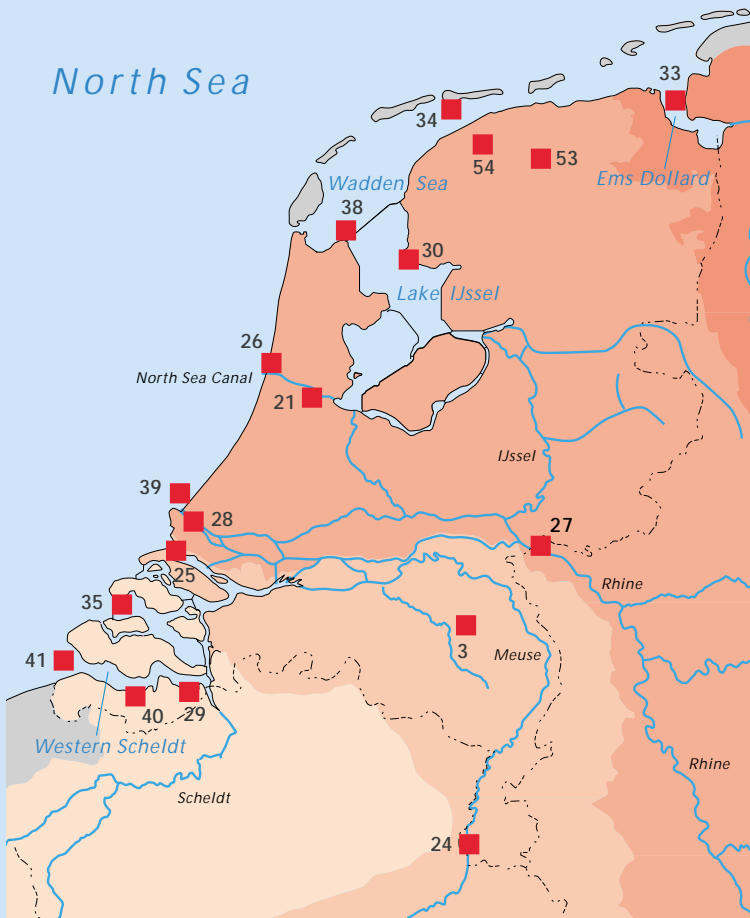 North Sea
33
34
54
53
Ems Dollard
Wadden Sea
38
30
Lake IJssel
26
North Sea Canal
21
IJssel
39
28
27
25
Rhine
35
3
Meuse
41
40
29
Western Scheldt
Rhine
Scheldt
24